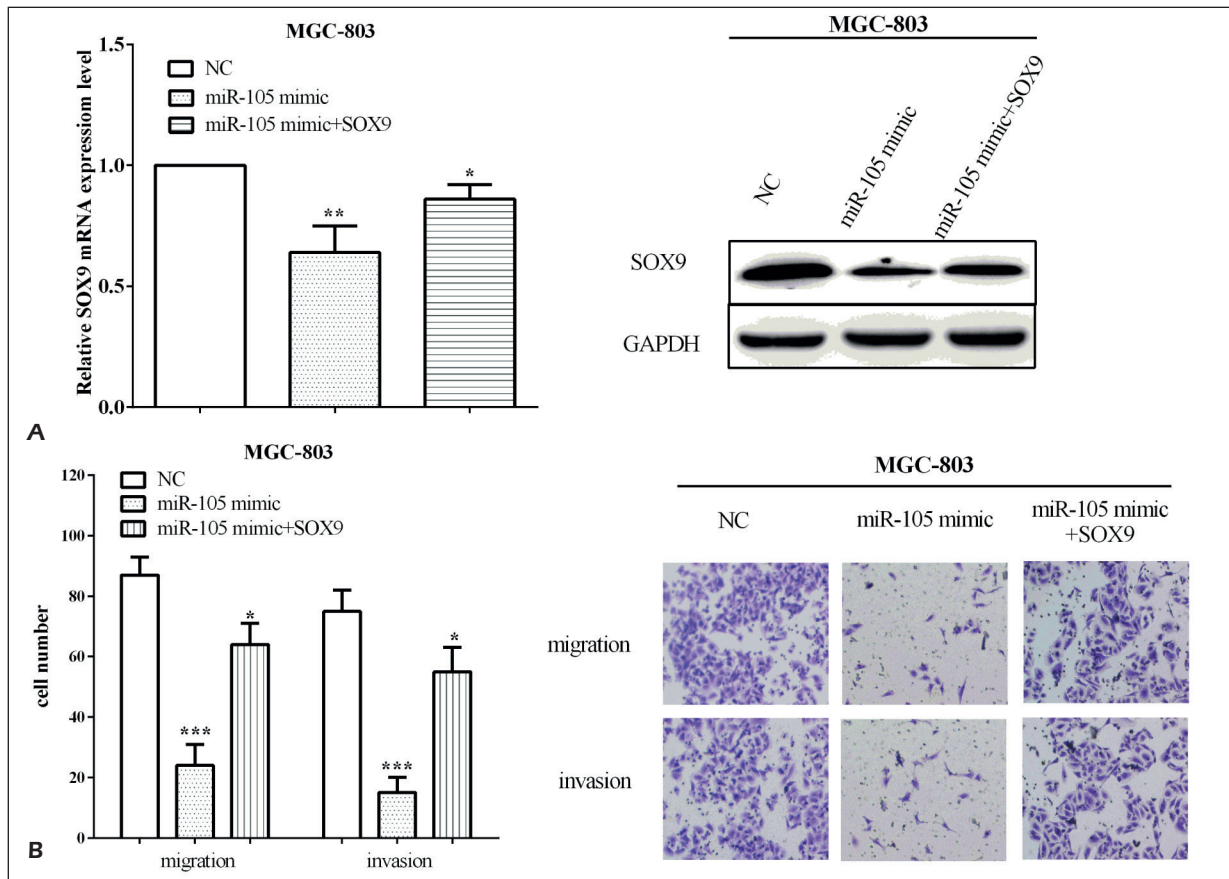 MGC-803
Relative SOX9 mRNA expressiom level
1.5
1.0
0.5
0.0
NC
miR-105 mimic
miR-105 mimic+SOX9
**
*
A
MGC-803
NC
miR-105 mimic
miR-105 mimic+SOX9
SOX9
GAPDH
MGC-803
cell number
120
100
80
60
40
20
0
NC
miR-105 mimic
miR-105 mimic+SOX9
***
*
***
*
migration
invasion
B
MGC-803
NC
miR-105 mimic
miR-105 mimic
+SOX9
migration
invasion